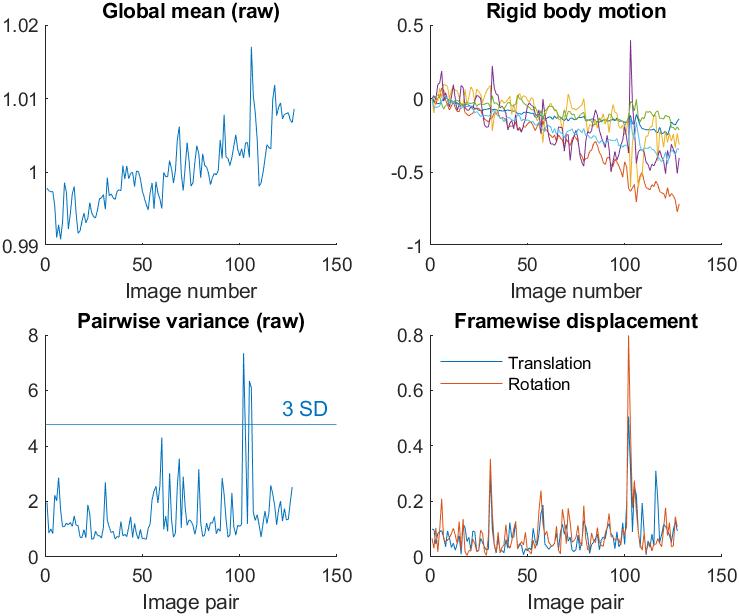 Global mean (raw)
1.02
1.01
1
0.99
0 50 100 150
Image number
Rigid body motion
0.5
0
-0.5
-1
0 50 100 150
Image number
Pairwise variance (raw)
8
6
4
2
0
3 SD
0 50 100 150
Image pair
Framewise displacement
0.8
0.6
0.4
0.2
0
Translation
Rotation
0 50 100 150
Image pair